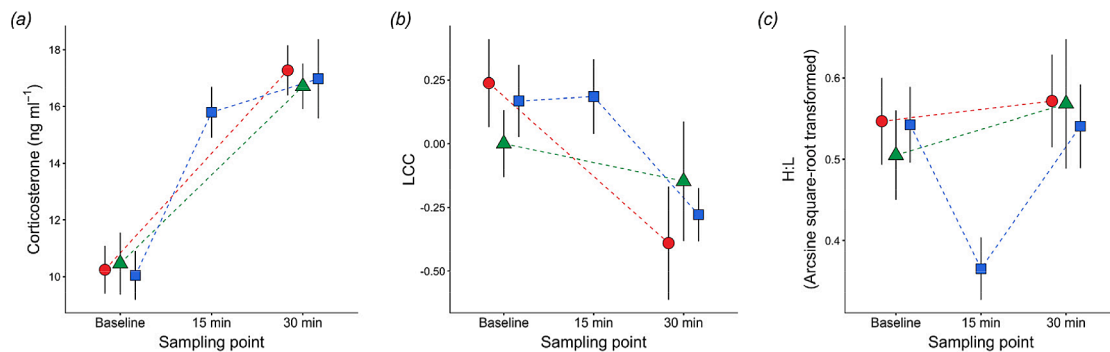 (a)
Corticosterone (ng ml⁻¹)
18
16
14
12
10
Baseline
15 min
30 min
Sampling point
(b)
LCC
0.25
0.00
-0.25
-0.50
Baseline
15 min
30 min
Sampling point
(c)
H:L
(Arcsine square-root transformed)
0.6
0.5
0.4
Baseline
15 min
30 min
Sampling point